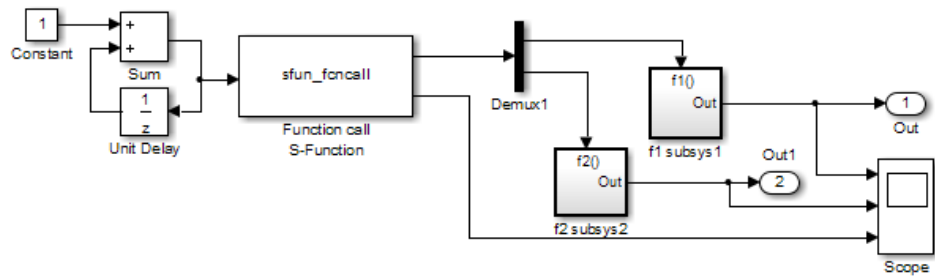 1
Constant
+
+
Sum
1
z
Unit Delay
sfun_fcncall
Function call
S-Function
Demux1
f1()
Out
f1 subsys1
f2()
Out
f2 subsys2
1
Out
Out1
2
Scope